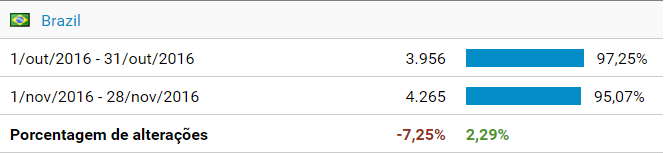 Brazil
1/out/2016 - 31/out/2016 3.956 97,25%
1/nov/2016 - 28/nov/2016 4.265 95,07%
Porcentagem de alterações -7,25% 2,29%